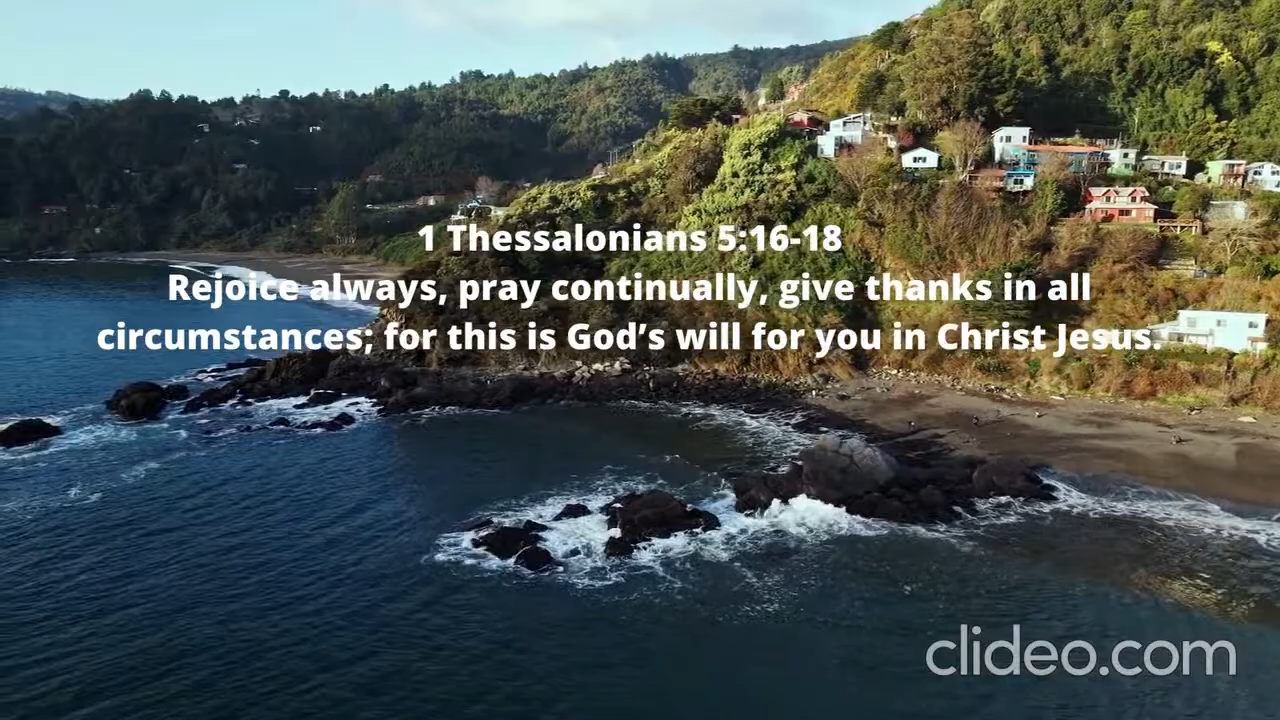 1 Thessalonians 5:16-18
Rejoice always, pray continually, give thanks in all
circumstances; for this is God’s will for you in Christ Jesus.
clideo.com